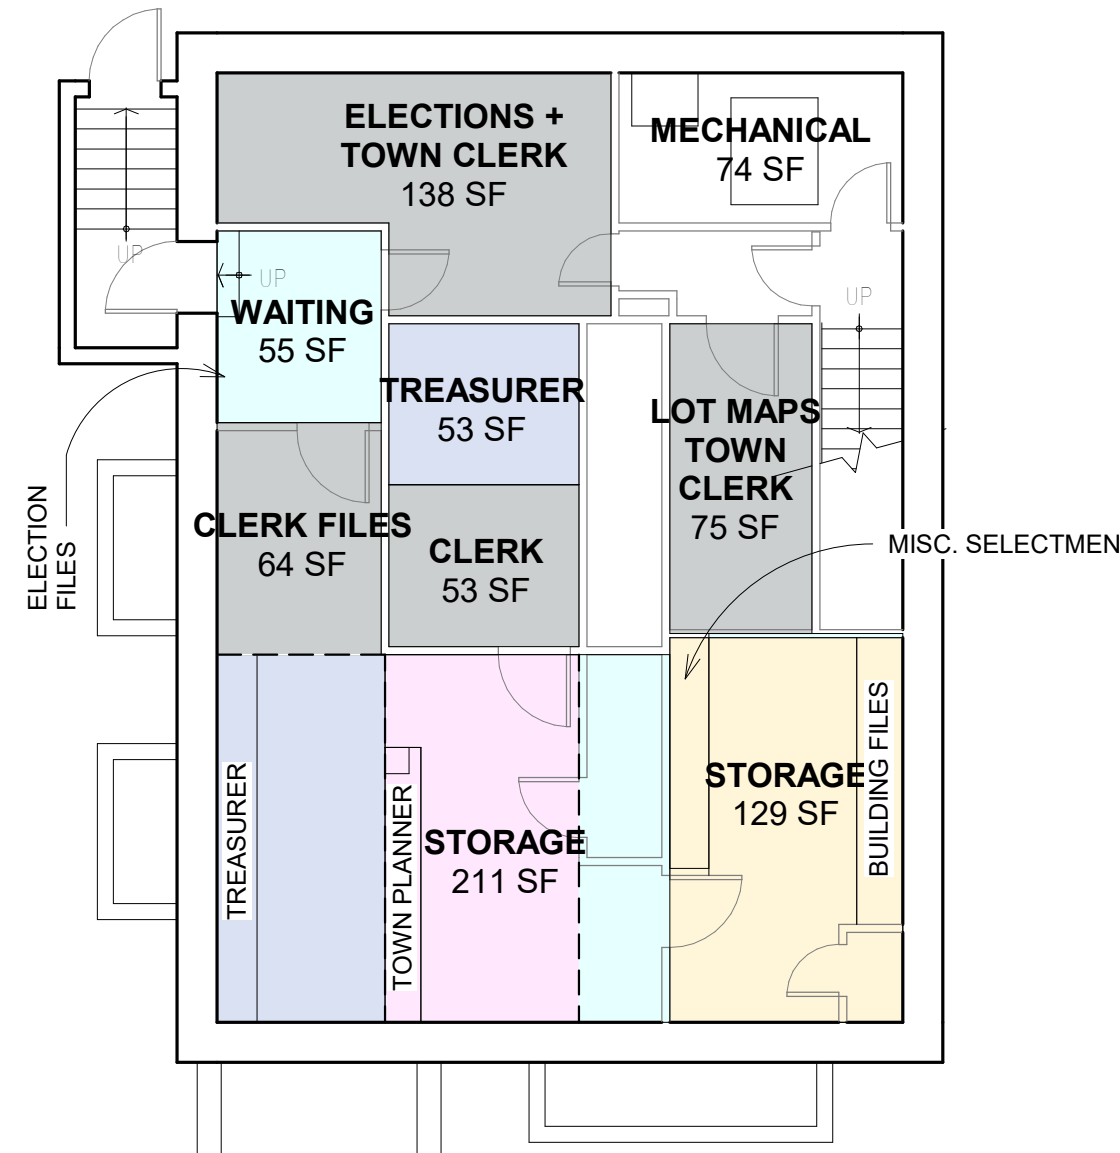 ELECTIONS +
TOWN CLERK
138 SF
MECHANICAL
74 SF
UP
UP
WAITING
55 SF
UP
TREASURER
53 SF
LOT MAPS
TOWN
CLERK
75 SF
ELECTION
FILES
CLERK FILES
64 SF
CLERK
53 SF
MISC. SELECTMEN
TREASURER
TOWN PLANNER
STORAGE
211 SF
STORAGE
129 SF
BUILDING FILES